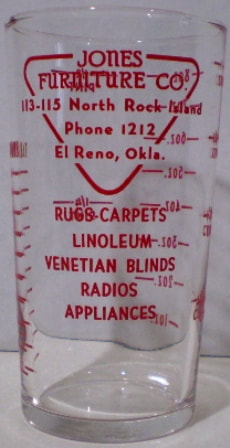 JONES
FURNITURE CO.
113-115 North Rock Island
Phone 1212
El Reno, Okla.
RUGS-CARPETS
LINOLEUM
VENETIAN BLINDS
RADIOS
APPLIANCES